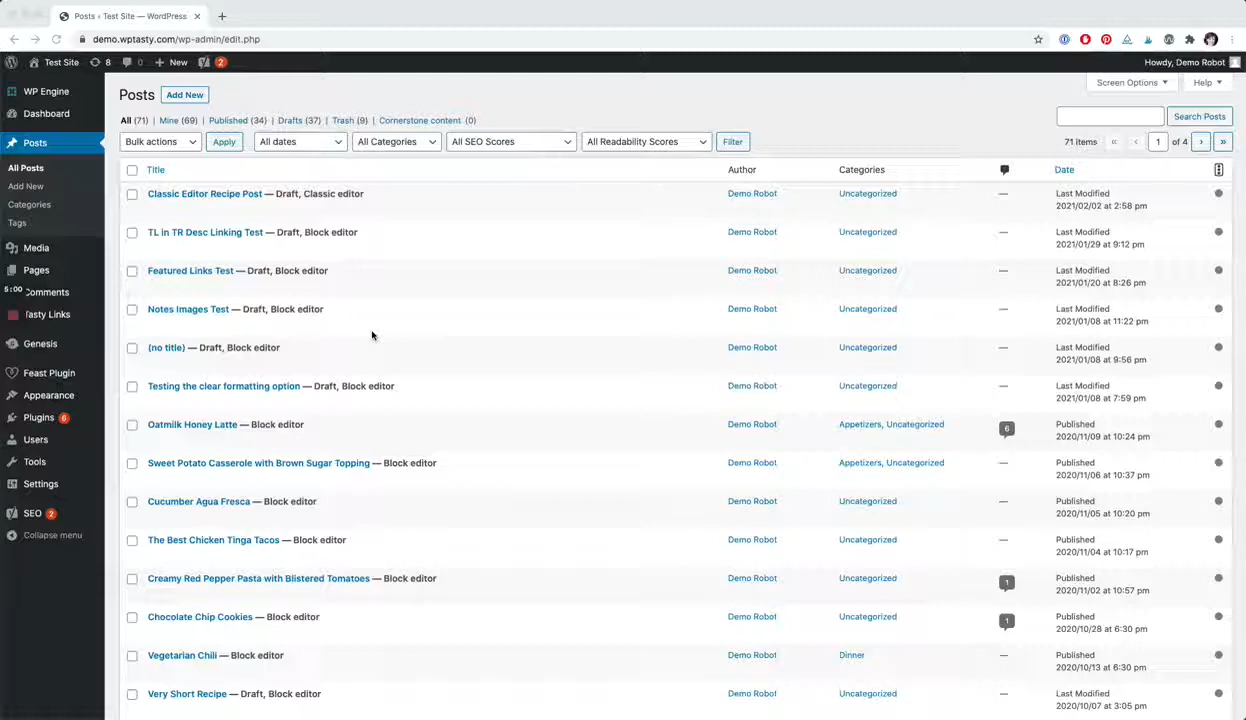 Posts ‹ Test Site — WordPress
demo.wptasty.com/wp-admin/edit.php
Test Site 8 0 New 2 Howdy, Demo Robot
WP Engine
Dashboard
Posts
All Posts
Add New
Categories
Tags
Media
Pages
5:00
Comments
Tasty Links
Genesis
Feast Plugin
Appearance
Plugins 6
Users
Tools
Settings
SEO 2
Collapse menu
Screen Options Help
Posts Add New
All (71) | Mine (69) | Published (34) | Drafts (37) | Trash (9) | Cornerstone content (0)
Search Posts
Bulk actions Apply All dates All Categories All SEO Scores All Readability Scores Filter 71 items « ‹ 1 of 4 › »
Title Author Categories Date
Classic Editor Recipe Post — Draft, Classic editor Demo Robot Uncategorized — Last Modified
2021/02/02 at 2:58 pm
TL in TR Desc Linking Test — Draft, Block editor Demo Robot Uncategorized — Last Modified
2021/01/29 at 9:12 pm
Featured Links Test — Draft, Block editor Demo Robot Uncategorized — Last Modified
2021/01/20 at 8:26 pm
Notes Images Test — Draft, Block editor Demo Robot Uncategorized — Last Modified
2021/01/08 at 11:22 pm
(no title) — Draft, Block editor Demo Robot Uncategorized — Last Modified
2021/01/08 at 9:56 pm
Testing the clear formatting option — Draft, Block editor Demo Robot Uncategorized — Last Modified
2021/01/08 at 7:59 pm
Oatmilk Honey Latte — Block editor Demo Robot Appetizers, Uncategorized 6 Published
2020/11/09 at 10:24 pm
Sweet Potato Casserole with Brown Sugar Topping — Block editor Demo Robot Appetizers, Uncategorized — Published
2020/11/06 at 10:37 pm
Cucumber Agua Fresca — Block editor Demo Robot Uncategorized — Published
2020/11/05 at 10:20 pm
The Best Chicken Tinga Tacos — Block editor Demo Robot Uncategorized — Published
2020/11/04 at 10:17 pm
Creamy Red Pepper Pasta with Blistered Tomatoes — Block editor Demo Robot Uncategorized 1 Published
2020/11/02 at 10:57 pm
Chocolate Chip Cookies — Block editor Demo Robot Uncategorized 1 Published
2020/10/28 at 6:30 pm
Vegetarian Chili — Block editor Demo Robot Dinner — Published
2020/10/13 at 6:30 pm
Very Short Recipe — Draft, Block editor Demo Robot Uncategorized — Last Modified
2020/10/07 at 3:05 pm